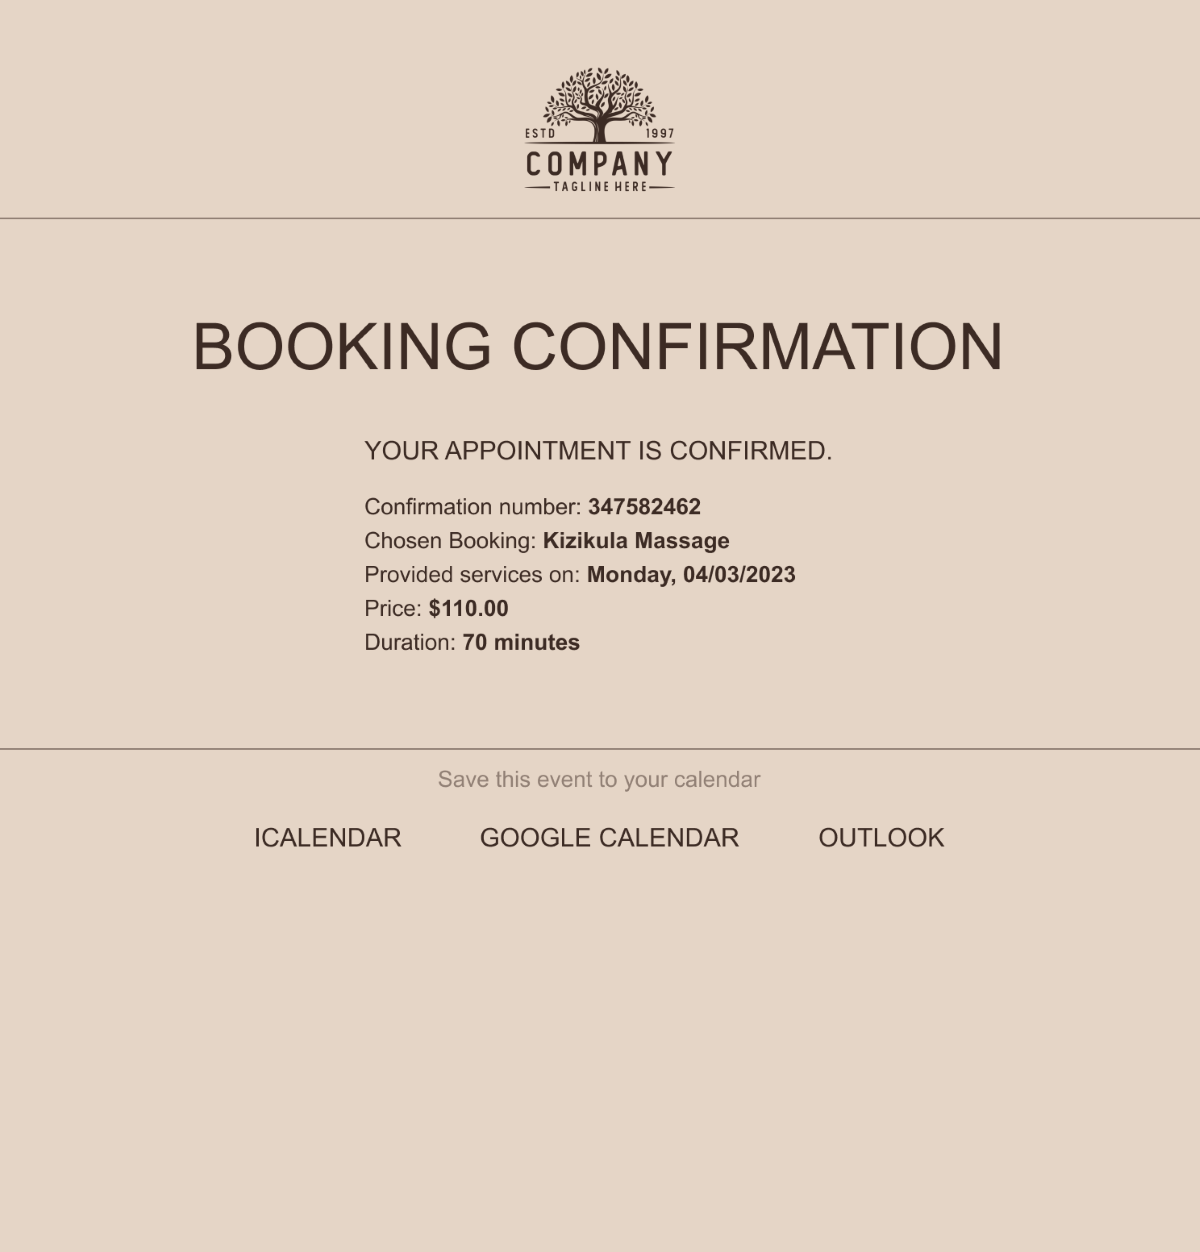 ESTD 1997
COMPANY
TAGLINE HERE
BOOKING CONFIRMATION
YOUR APPOINTMENT IS CONFIRMED.
Confirmation number: 347582462
Chosen Booking: Kizikula Massage
Provided services on: Monday, 04/03/2023
Price: $110.00
Duration: 70 minutes
Save this event to your calendar
ICALENDAR GOOGLE CALENDAR OUTLOOK